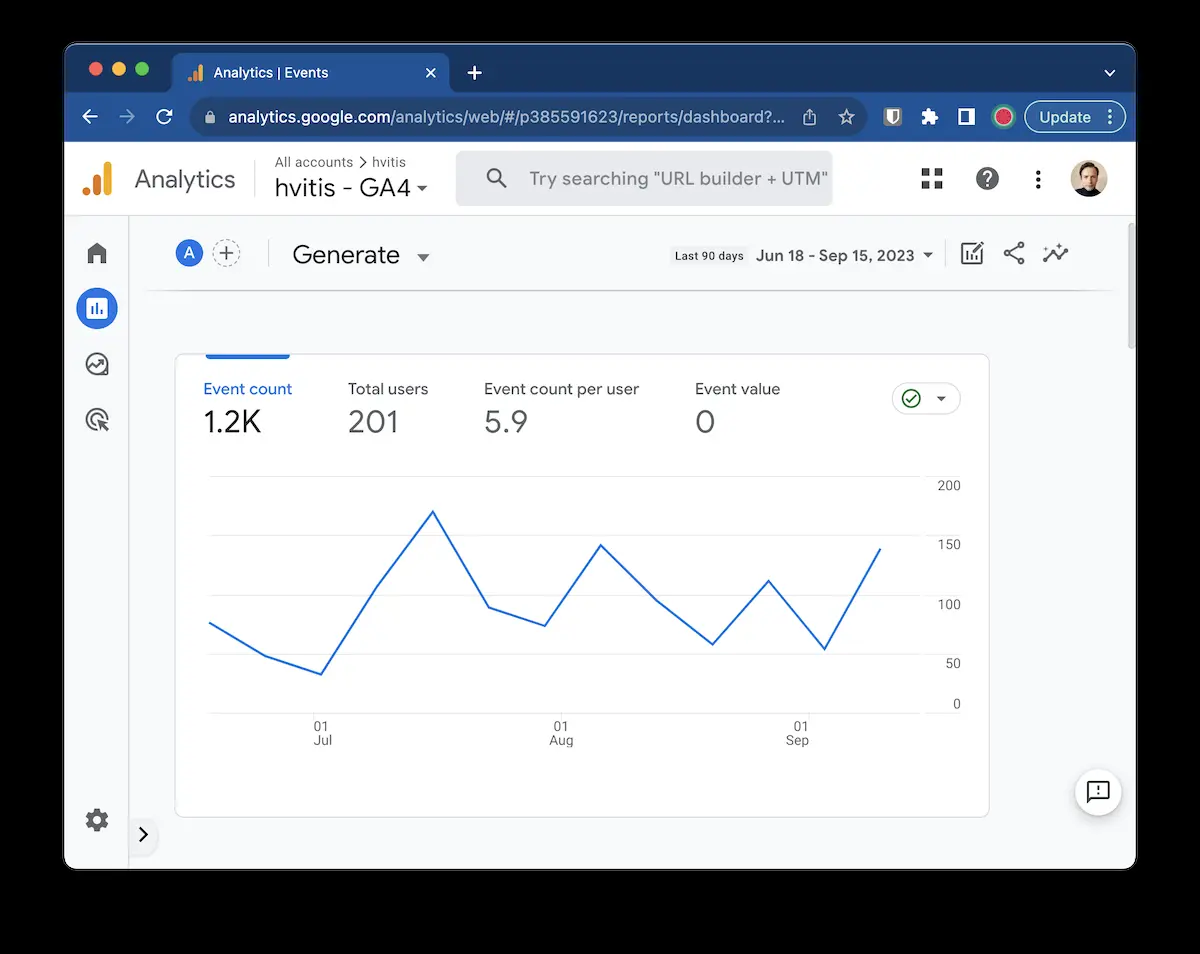 Analytics | Events
analytics.google.com/analytics/web/#/p385591623/reports/dashboard?...
Update
Analytics
All accounts > hvitis
hvitis - GA4
Try searching "URL builder + UTM"
A
Generate
Last 90 days
Jun 18 - Sep 15, 2023
Event count
1.2K
Total users
201
Event count per user
5.9
Event value
0
200
150
100
50
0
01
Jul
01
Aug
01
Sep